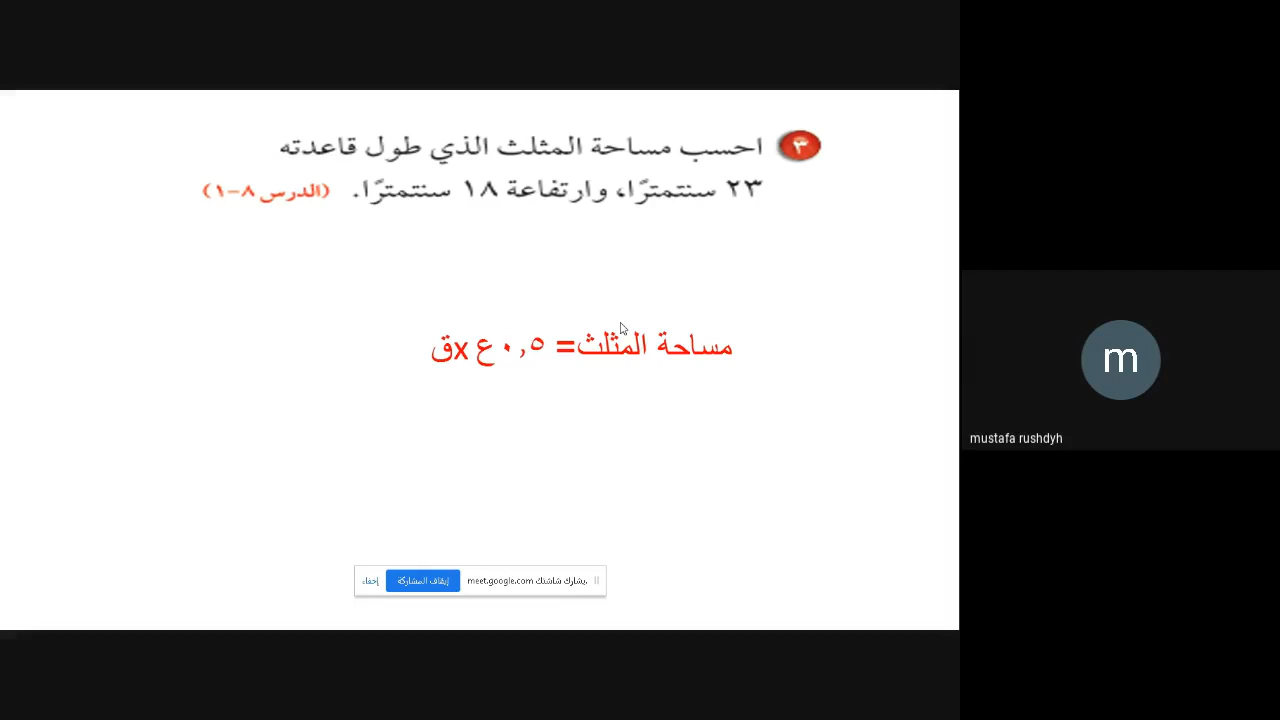 ٣ احسب مساحة المثلث الذي طول قاعدته
٢٣ سنتمترًا، وارتفاعة ١٨ سنتمترًا. (الدرس ٨-١)
مساحة المثلث= ٠,٥ ع x ق
يشارك شاشتك meet.google.com. إيقاف المشاركة إخفاء
m
mustafa rushdyh